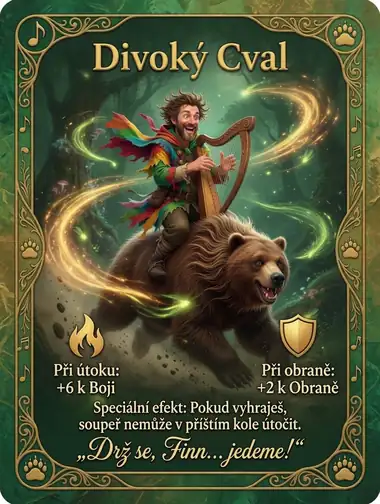 Divoký Cval
Při útoku:
+6 k Boji
Při obraně:
+2 k Obraně
Speciální efekt: Pokud vyhraješ,
soupeř nemůže v příštím kole útočit.
„Drž se, Finn... jedeme!“